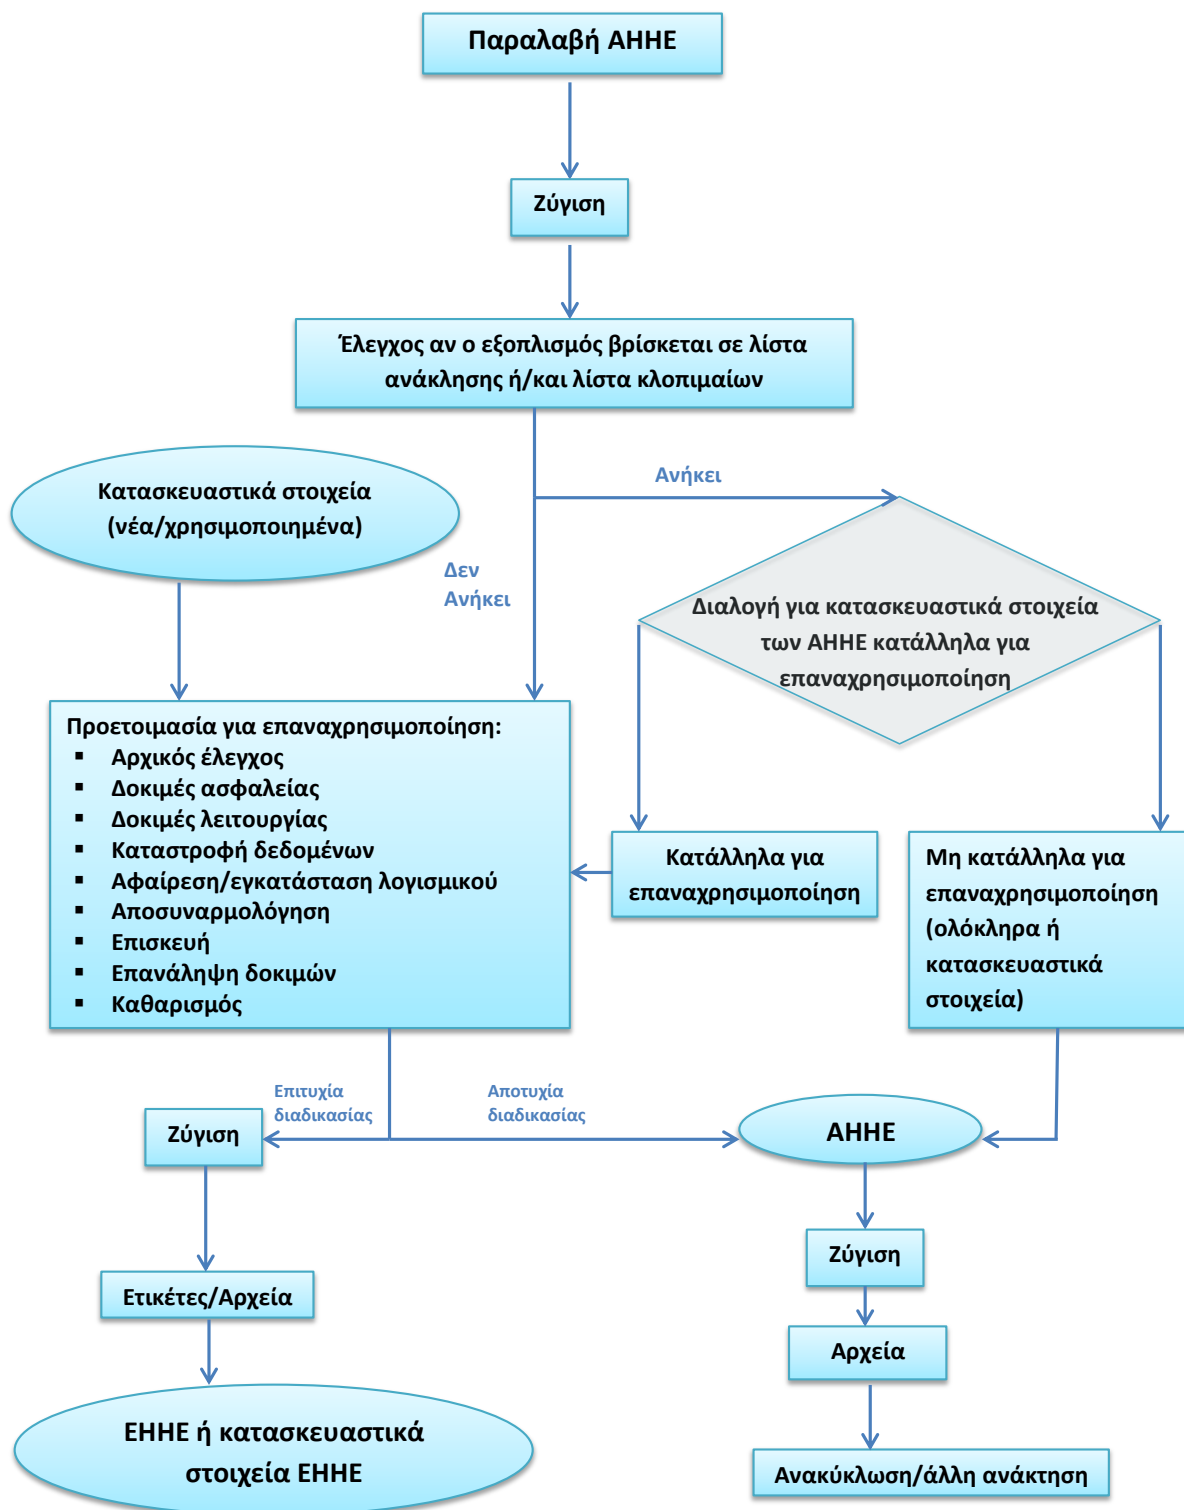 Παραλαβή ΑΗΗΕ
Ζύγιση
Έλεγχος αν ο εξοπλισμός βρίσκεται σε λίστα
ανάκλησης ή/και λίστα κλοπιμαίων
Ανήκει
Κατασκευαστικά στοιχεία
(νέα/χρησιμοποιημένα)
Δεν
Ανήκει
Διαλογή για κατασκευαστικά στοιχεία
των ΑΗΗΕ κατάλληλα για
επαναχρησιμοποίηση
Προετοιμασία για επαναχρησιμοποίηση:
▪ Αρχικός έλεγχος
▪ Δοκιμές ασφαλείας
▪ Δοκιμές λειτουργίας
▪ Καταστροφή δεδομένων
▪ Αφαίρεση/εγκατάσταση λογισμικού
▪ Αποσυναρμολόγηση
▪ Επισκευή
▪ Επανάληψη δοκιμών
▪ Καθαρισμός
Κατάλληλα για
επαναχρησιμοποίηση
Μη κατάλληλα για
επαναχρησιμοποίηση
(ολόκληρα ή
κατασκευαστικά
στοιχεία)
Επιτυχία
διαδικασίας
Αποτυχία
διαδικασίας
Ζύγιση
ΑΗΗΕ
Ζύγιση
Ετικέτες/Αρχεία
Αρχεία
ΕΗΗΕ ή κατασκευαστικά
στοιχεία ΕΗΗΕ
Ανακύκλωση/άλλη ανάκτηση